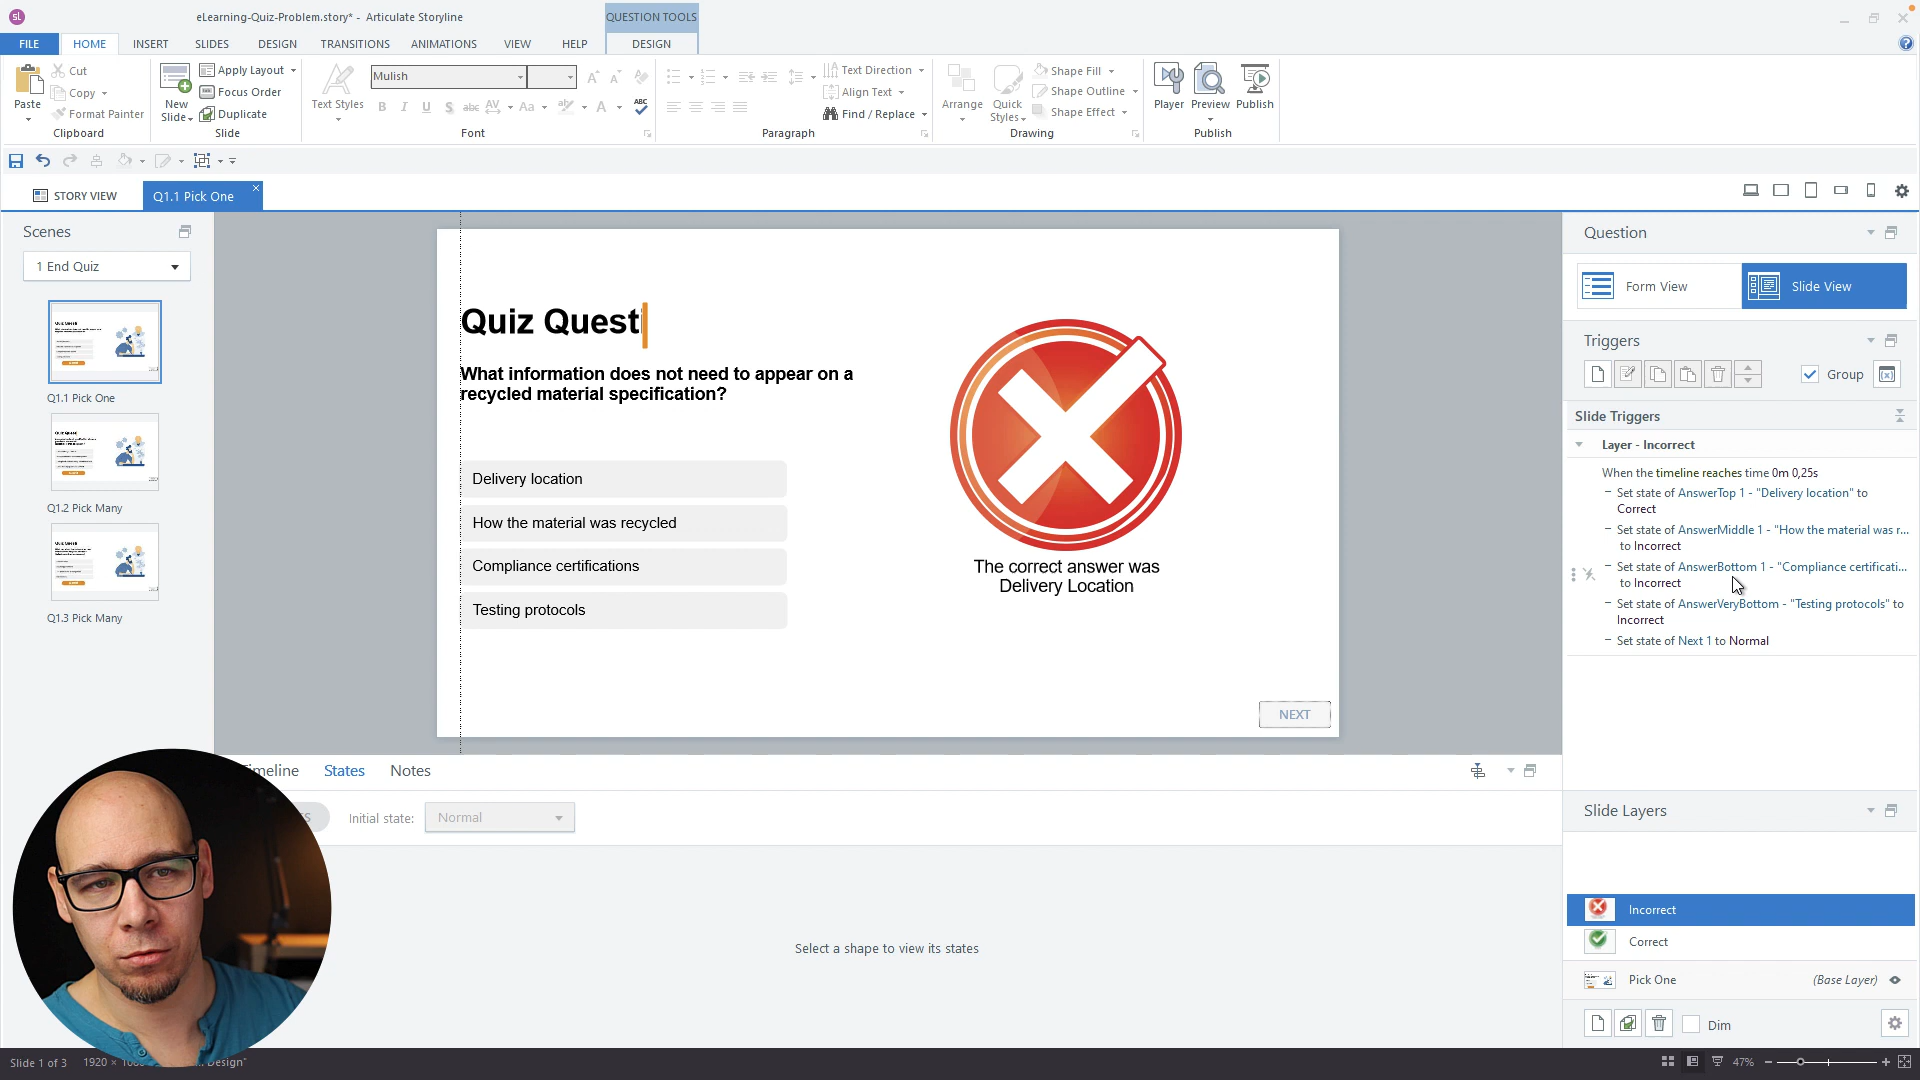 eLearning-Quiz-Problem.story* - Articulate Storyline
QUESTION TOOLS
FILE HOME INSERT SLIDES DESIGN TRANSITIONS ANIMATIONS VIEW HELP DESIGN
Paste
Cut
Copy
Format Painter
Clipboard
New Slide
Apply Layout
Focus Order
Duplicate
Slide
Text Styles
Mulish
Font
Text Direction
Align Text
Find / Replace
Paragraph
Arrange
Quick Styles
Shape Fill
Shape Outline
Shape Effect
Drawing
Player
Preview
Publish
Publish
STORY VIEW
Q1.1 Pick One
Scenes
1 End Quiz
Q1.1 Pick One
Q1.2 Pick Many
Q1.3 Pick Many
Quiz Quest
What information does not need to appear on a
recycled material specification?
Delivery location
How the material was recycled
Compliance certifications
Testing protocols
The correct answer was
Delivery Location
NEXT
Timeline
States
Notes
Initial state:
Normal
Select a shape to view its states
Question
Form View
Slide View
Triggers
Group
Slide Triggers
Layer - Incorrect
When the timeline reaches time 0m 0,25s
Set state of AnswerTop 1 - "Delivery location" to
Correct
Set state of AnswerMiddle 1 - "How the material was r...
to Incorrect
Set state of AnswerBottom 1 - "Compliance certificati...
to Incorrect
Set state of AnswerVeryBottom - "Testing protocols" to
Incorrect
Set state of Next 1 to Normal
Slide Layers
Incorrect
Correct
Pick One
(Base Layer)
Dim
Slide 1 of 3
1920 ×
Design"
47%